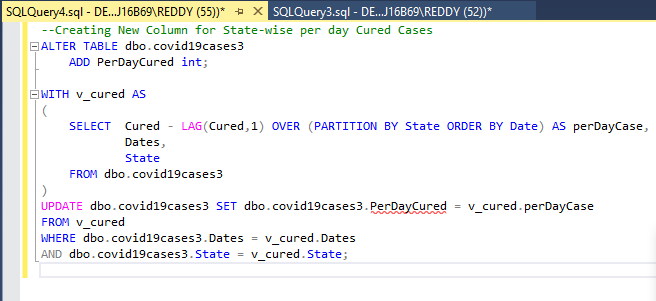 SQLQuery4.sql - DE...J16B69\REDDY (55))* SQLQuery3.sql - DE...J16B69\REDDY (52))*
--Creating New Column for State-wise per day Cured Cases
ALTER TABLE dbo.covid19cases3
ADD PerDayCured int;
WITH v_cured AS
(
SELECT Cured - LAG(Cured,1) OVER (PARTITION BY State ORDER BY Date) AS perDayCase,
Dates,
State
FROM dbo.covid19cases3
)
UPDATE dbo.covid19cases3 SET dbo.covid19cases3.PerDayCured = v_cured.perDayCase
FROM v_cured
WHERE dbo.covid19cases3.Dates = v_cured.Dates
AND dbo.covid19cases3.State = v_cured.State;